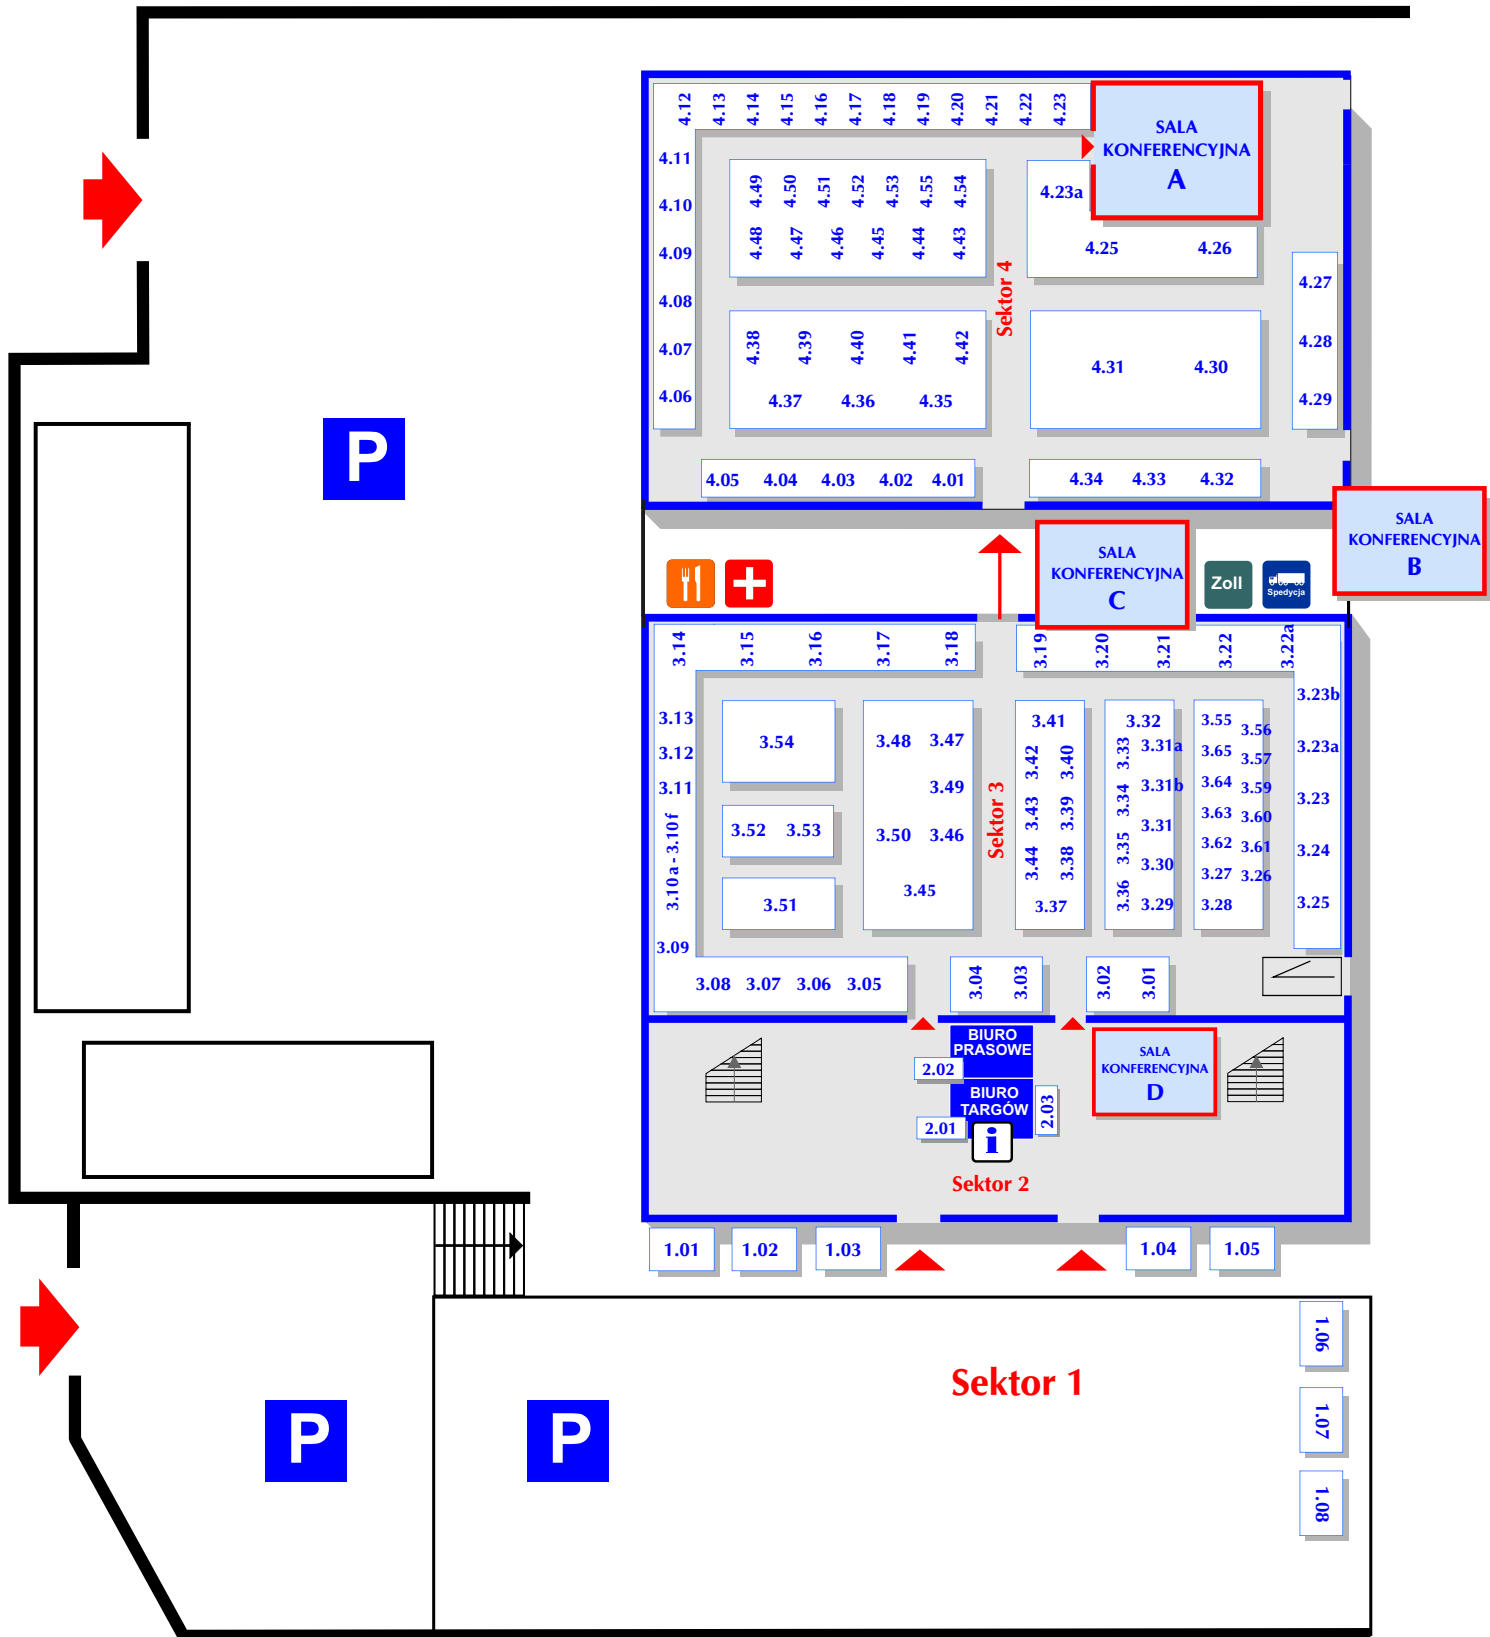 4.12 4.13 4.14 4.15 4.16 4.17 4.18 4.19 4.20 4.21 4.22 4.23
SALA
KONFERENCYJNA
A
4.11
4.10
4.09
4.08
4.07
4.06
4.49 4.50 4.51 4.52 4.53 4.55 4.54
4.48 4.47 4.46 4.45 4.44 4.43
4.23a
4.25 4.26
Sektor 4
4.27
4.28
4.29
4.38 4.39 4.40 4.41 4.42
4.37 4.36 4.35
4.31 4.30
4.05 4.04 4.03 4.02 4.01
4.34 4.33 4.32
P
SALA
KONFERENCYJNA
B
SALA
KONFERENCYJNA
C
Zoll
Spedycja
3.14 3.15 3.16 3.17 3.18
3.19 3.20 3.21 3.22 3.22a
3.13
3.12
3.11
3.10a - 3.10f
3.09
3.54
3.52 3.53
3.51
3.48 3.47
3.49
3.50 3.46
3.45
Sektor 3
3.41
3.42 3.40
3.43 3.39
3.44 3.38
3.37
3.32
3.33 3.31a
3.34 3.31b
3.31
3.35 3.30
3.36 3.29
3.55 3.56
3.65 3.57
3.64 3.59
3.63 3.60
3.62 3.61
3.27 3.26
3.28
3.23b
3.23a
3.23
3.24
3.25
3.08 3.07 3.06 3.05
3.04 3.03
3.02 3.01
BIURO
PRASOWE
2.02
BIURO
TARGÓW
2.03
2.01
i
SALA
KONFERENCYJNA
D
Sektor 2
1.01 1.02 1.03
1.04 1.05
1.06
1.07
1.08
Sektor 1
P
P